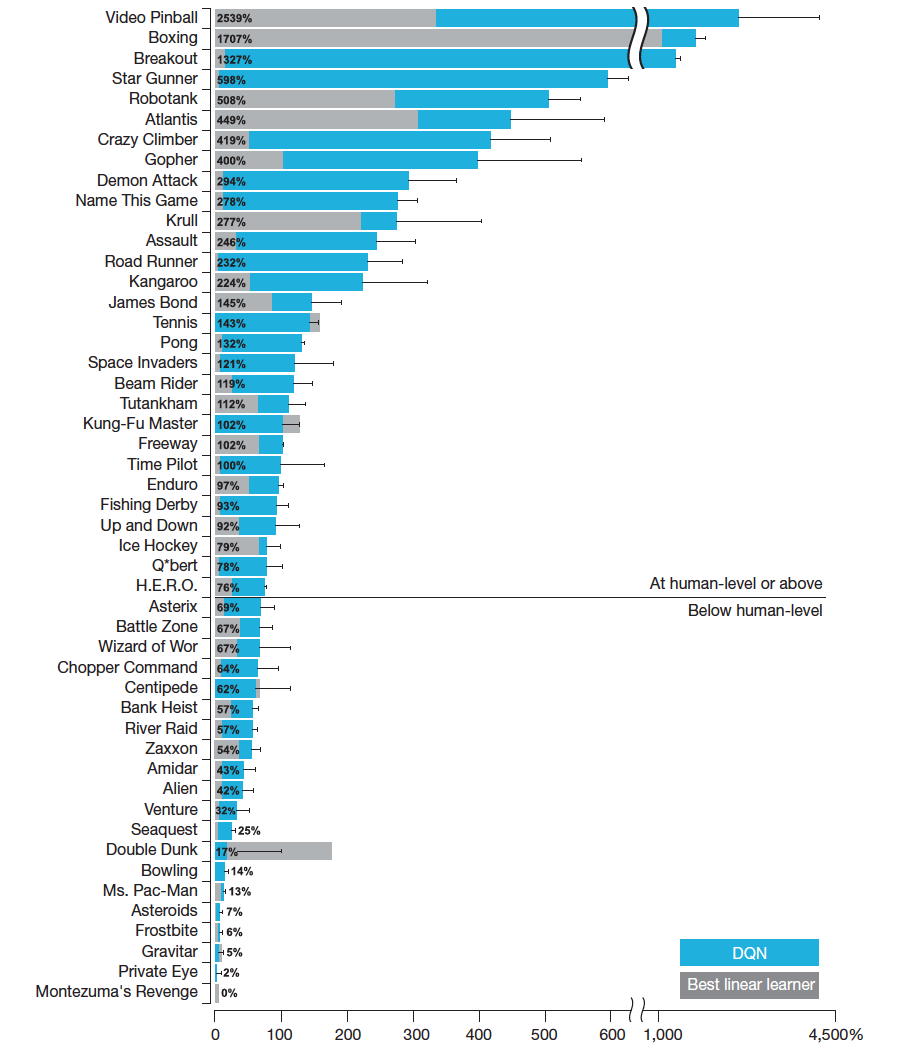 Video Pinball 2539%
Boxing 1707%
Breakout 1327%
Star Gunner 598%
Robotank 508%
Atlantis 449%
Crazy Climber 419%
Gopher 400%
Demon Attack 294%
Name This Game 278%
Krull 277%
Assault 246%
Road Runner 232%
Kangaroo 224%
James Bond 145%
Tennis 143%
Pong 132%
Space Invaders 121%
Beam Rider 119%
Tutankham 112%
Kung-Fu Master 102%
Freeway 102%
Time Pilot 100%
Enduro 97%
Fishing Derby 93%
Up and Down 92%
Ice Hockey 79%
Q*bert 78%
H.E.R.O. 76% At human-level or above
Asterix 69% Below human-level
Battle Zone 67%
Wizard of Wor 67%
Chopper Command 64%
Centipede 62%
Bank Heist 57%
River Raid 57%
Zaxxon 54%
Amidar 43%
Alien 42%
Venture 32%
Seaquest 25%
Double Dunk 17%
Bowling 14%
Ms. Pac-Man 13%
Asteroids 7%
Frostbite 6%
Gravitar 5%
Private Eye 2%
Montezuma's Revenge 0%
DQN
Best linear learner
0 100 200 300 400 500 600 1,000 4,500%